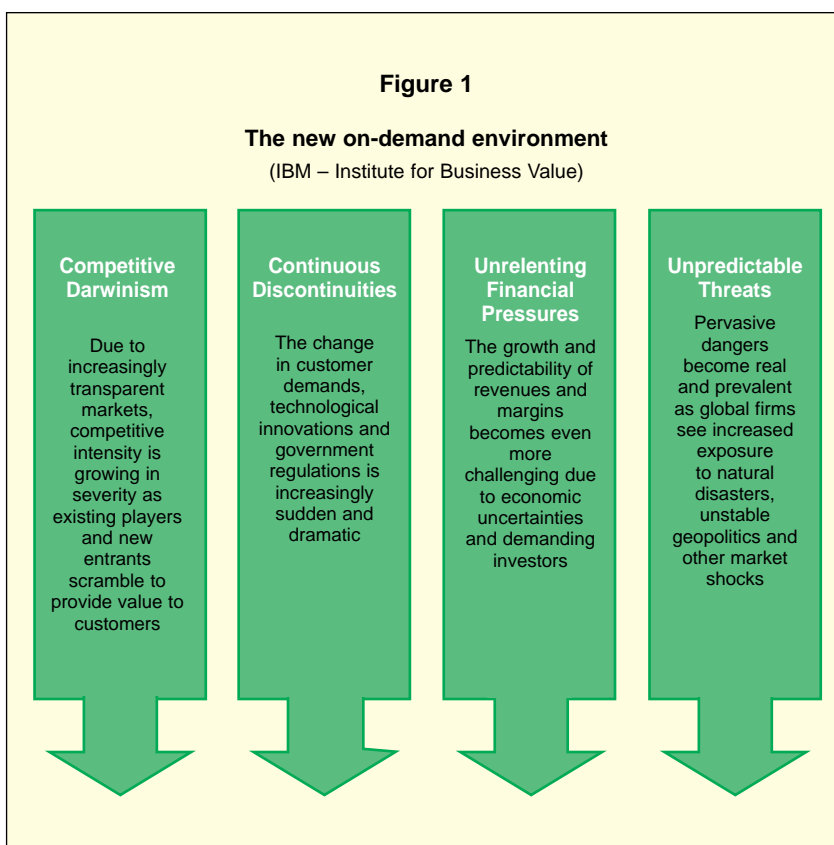 Figure 1
The new on-demand environment
(IBM – Institute for Business Value)
Competitive
Darwinism
Due to
increasingly
transparent
markets,
competitive
intensity is
growing in
severity as
existing players
and new
entrants
scramble to
provide value to
customers
Continuous
Discontinuities
The change
in customer
demands,
technological
innovations and
government
regulations is
increasingly
sudden and
dramatic
Unrelenting
Financial
Pressures
The growth and
predictability of
revenues and
margins
becomes even
more
challenging due
to economic
uncertainties
and demanding
investors
Unpredictable
Threats
Pervasive
dangers
become real
and prevalent
as global firms
see increased
exposure
to natural
disasters,
unstable
geopolitics and
other market
shocks